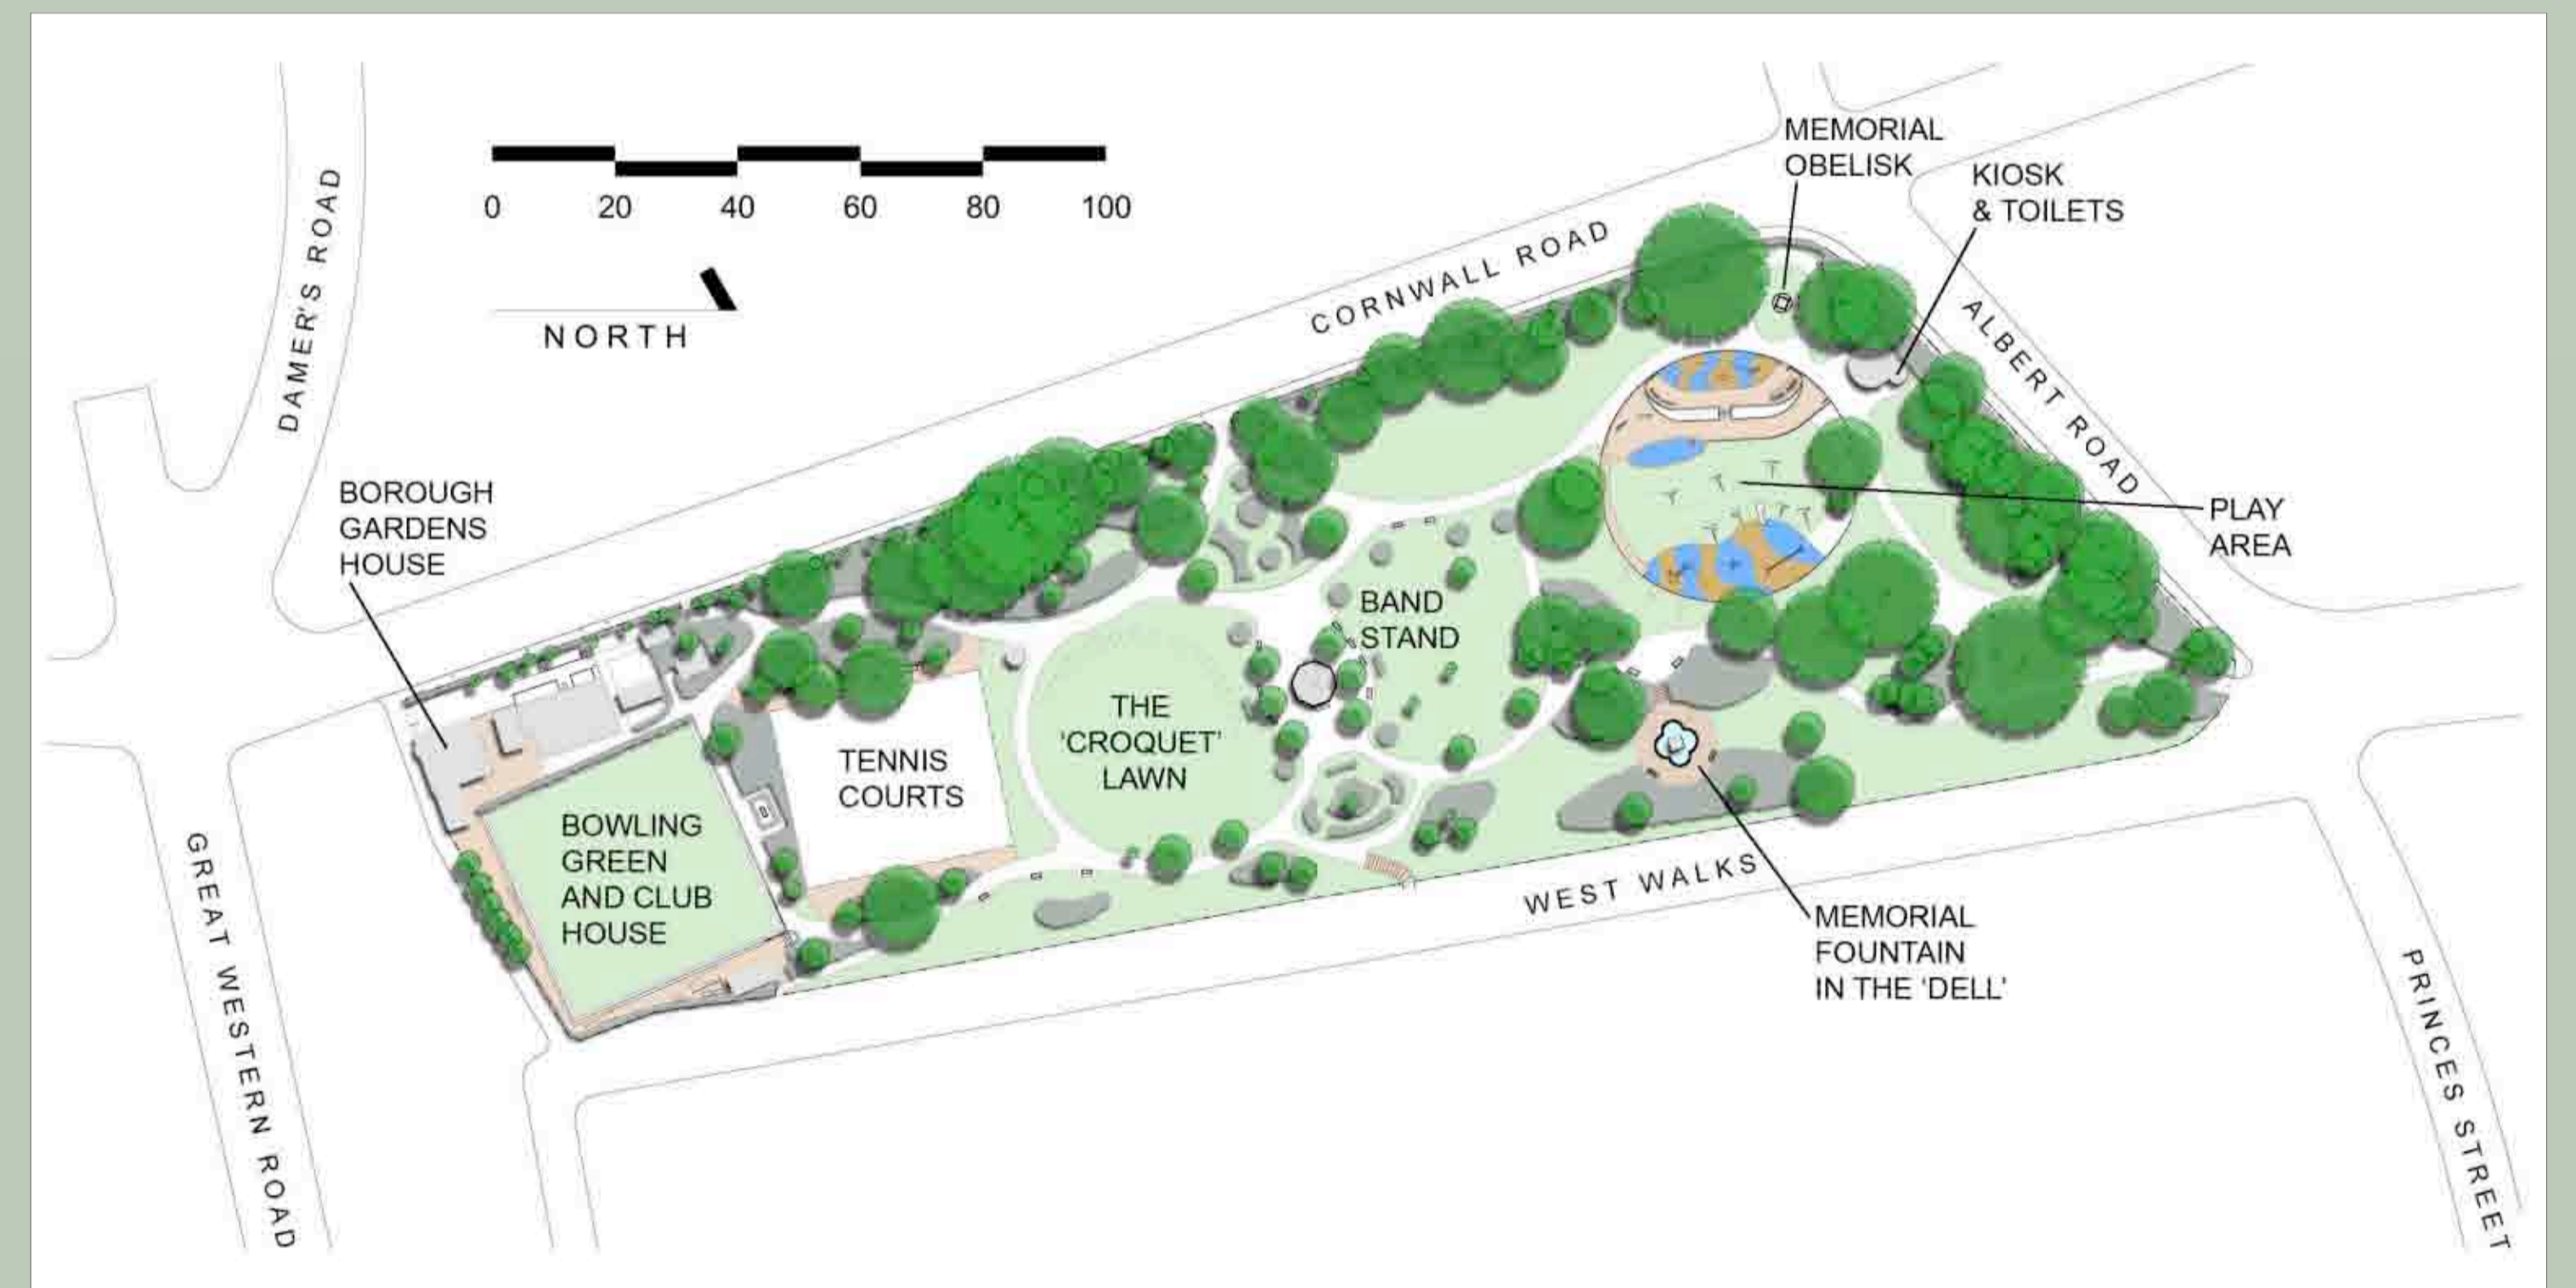 DAMER'S ROAD
0 20 40 60 80 100
NORTH
CORNWALL ROAD
MEMORIAL
OBELISK
KIOSK
& TOILETS
ALBERT ROAD
PLAY
AREA
BOROUGH
GARDENS
HOUSE
BAND
STAND
THE
'CROQUET'
LAWN
TENNIS
COURTS
BOWLING
GREEN
AND CLUB
HOUSE
GREAT WESTERN ROAD
WEST WALKS
MEMORIAL
FOUNTAIN
IN THE 'DELL'
PRINCES STREET